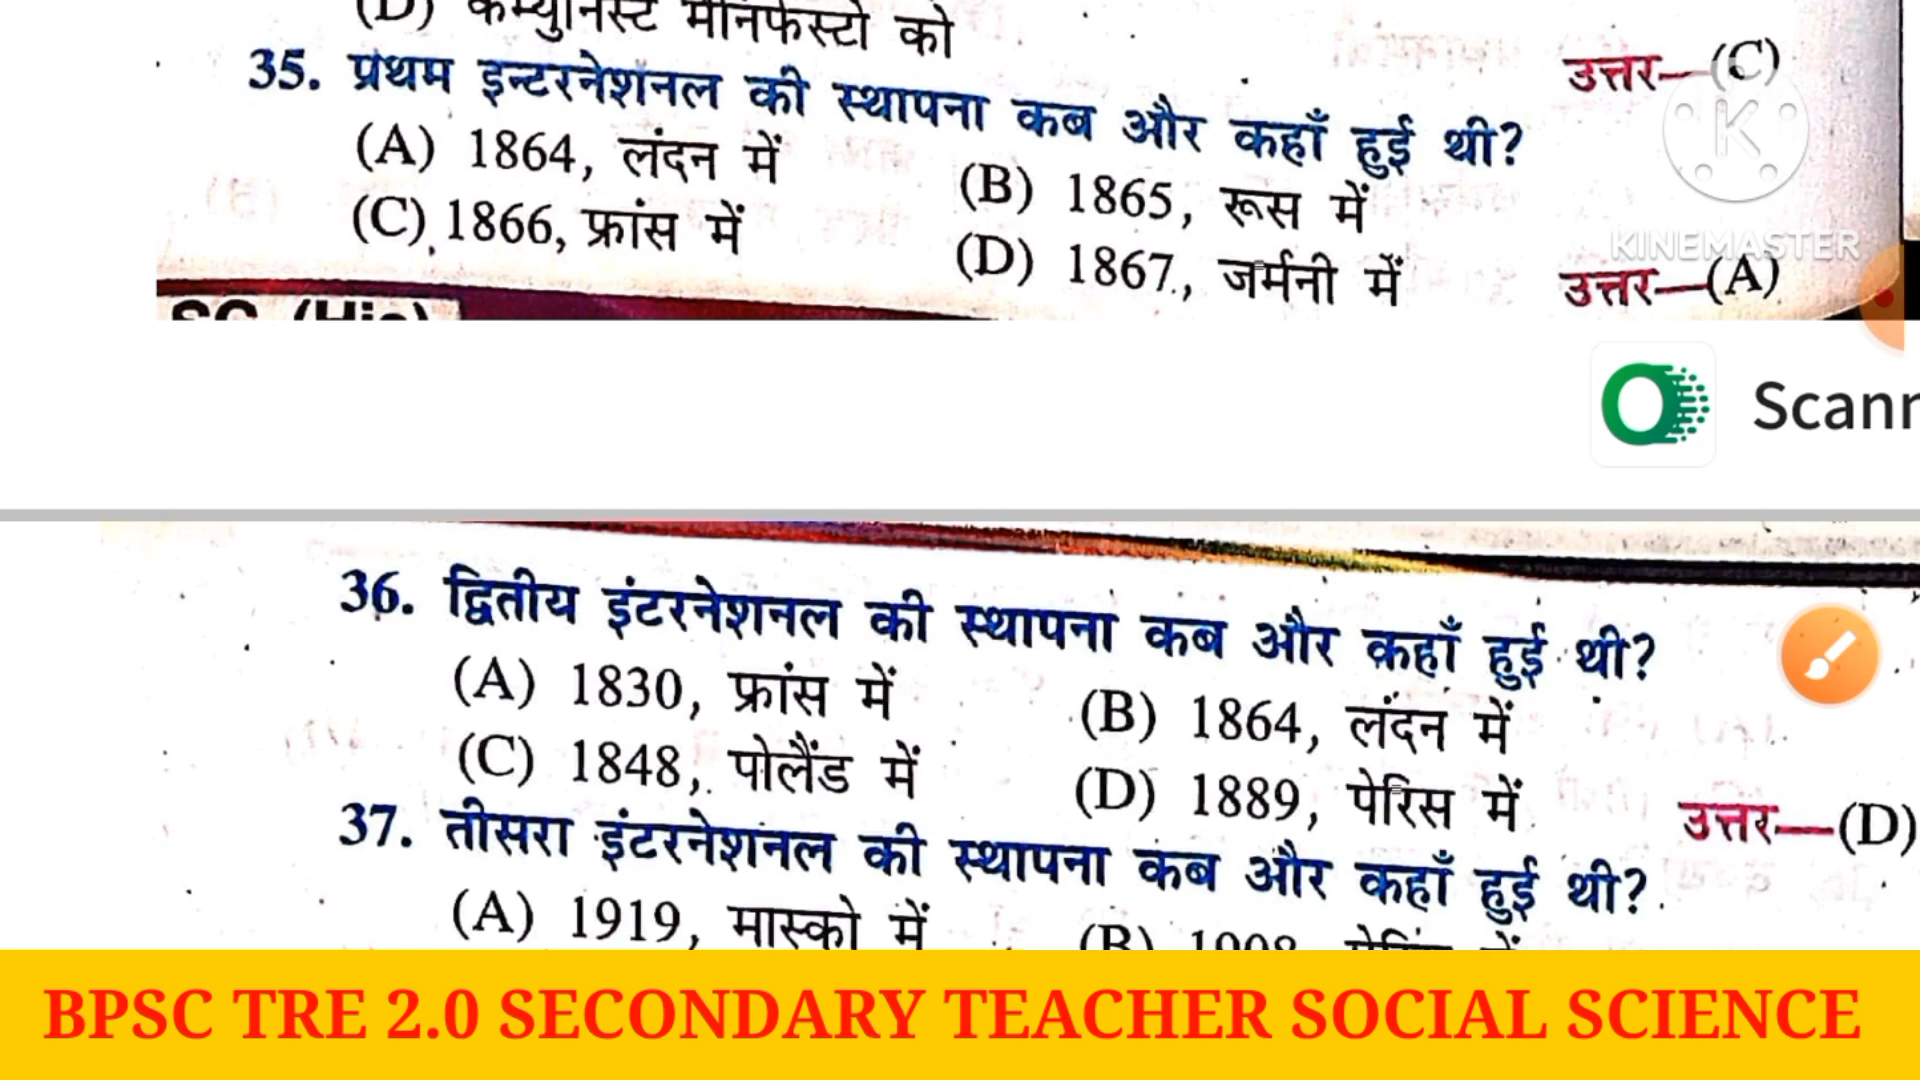 (D) कम्युनिस्ट मैनिफेस्टो को
उत्तर—(C)
35. प्रथम इन्टरनेशनल की स्थापना कब और कहाँ हुई थी?
(A) 1864, लंदन में
(B) 1865, रूस में
(C) 1866, फ्रांस में
(D) 1867, जर्मनी में
उत्तर—(A)
KINEMASTER
K
36. द्वितीय इंटरनेशनल की स्थापना कब और कहाँ हुई थी?
(A) 1830, फ्रांस में
(B) 1864, लंदन में
(C) 1848, पोलैंड में
(D) 1889, पेरिस में
उत्तर—(D)
37. तीसरा इंटरनेशनल की स्थापना कब और कहाँ हुई थी?
(A) 1919, मास्को में
(B) 1908, में
BPSC TRE 2.0 SECONDARY TEACHER SOCIAL SCIENCE